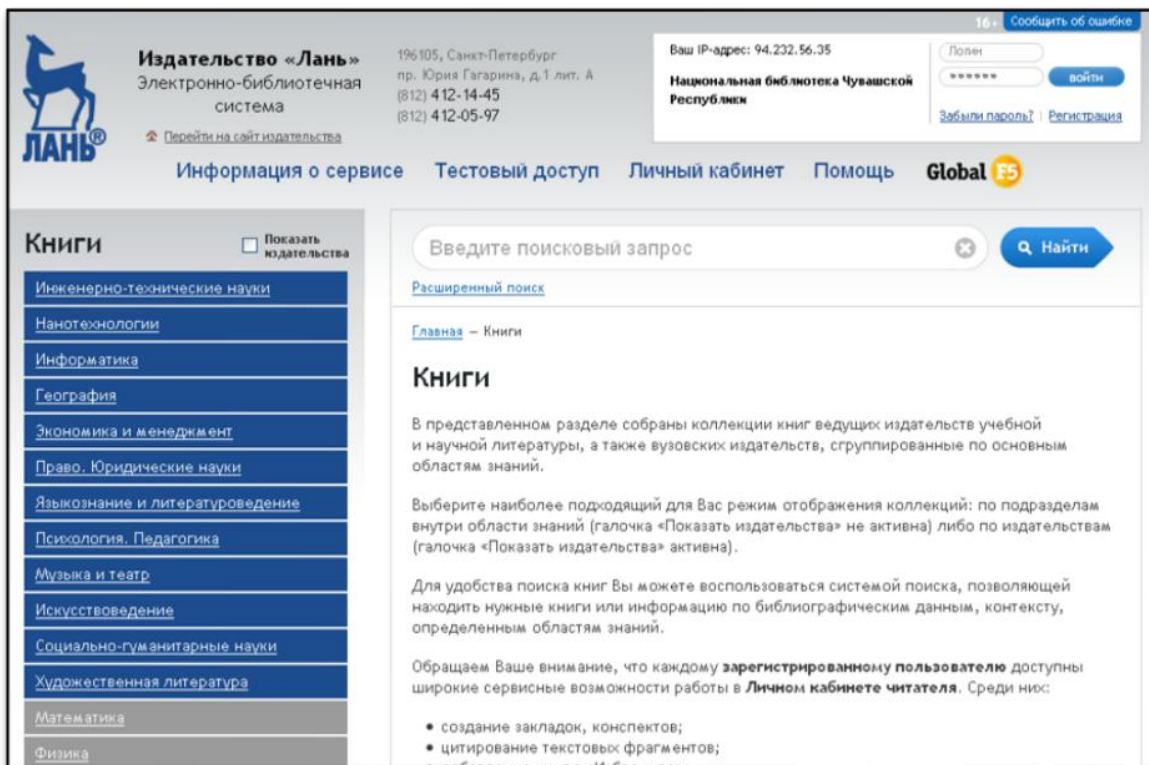 16+ Сообщить об ошибке
ЛАНЬ®
Издательство «Лань»
Электронно-библиотечная
система
Перейти на сайт издательства
196105, Санкт-Петербург
пр. Юрия Гагарина, д.1 лит. А
(812) 412-14-45
(812) 412-05-97
Ваш IP-адрес: 94.232.56.35
Национальная библиотека Чувашской
Республики
Логин
******
войти
Забыли пароль? | Регистрация
Информация о сервисе Тестовый доступ Личный кабинет Помощь Global F5
Книги
Показать
издательства
Инженерно-технические науки
Нанотехнологии
Информатика
География
Экономика и менеджмент
Право. Юридические науки
Языкознание и литературоведение
Психология. Педагогика
Музыка и театр
Искусствоведение
Социально-гуманитарные науки
Художественная литература
Математика
Физика
Введите поисковый запрос
Найти
Расширенный поиск
Главная – Книги
Книги
В представленном разделе собраны коллекции книг ведущих издательств учебной
и научной литературы, а также вузовских издательств, сгруппированные по основным
областям знаний.
Выберите наиболее подходящий для Вас режим отображения коллекций: по подразделам
внутри области знаний (галочка «Показать издательства» не активна) либо по издательствам
(галочка «Показать издательства» активна).
Для удобства поиска книг Вы можете воспользоваться системой поиска, позволяющей
находить нужные книги или информацию по библиографическим данным, контексту,
определенным областям знаний.
Обращаем Ваше внимание, что каждому зарегистрированному пользователю доступны
широкие сервисные возможности работы в Личном кабинете читателя. Среди них:
• создание закладок, конспектов;
• цитирование текстовых фрагментов;